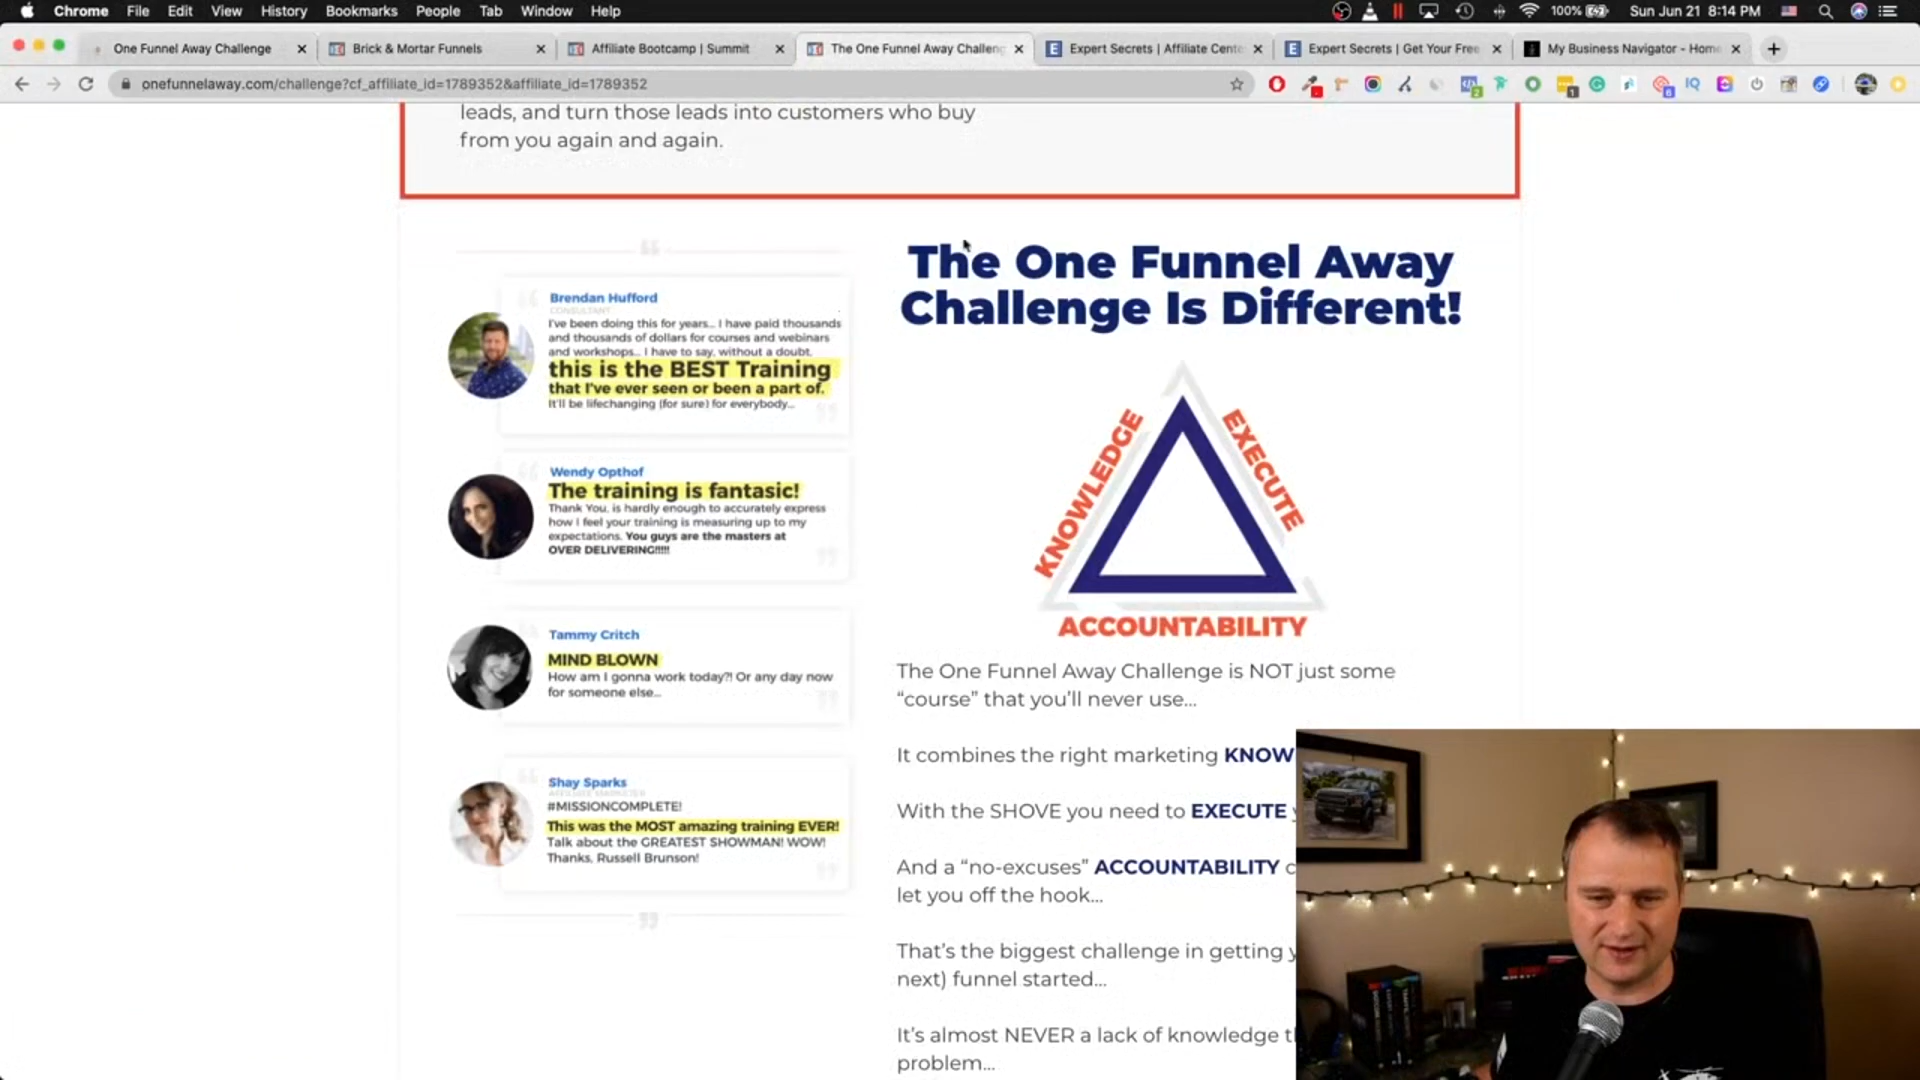 Chrome File Edit View History Bookmarks People Tab Window Help
100% Sun Jun 21 8:14 PM
One Funnel Away Challenge
Brick & Mortar Funnels
Affiliate Bootcamp | Summit
The One Funnel Away Challeng
Expert Secrets | Affiliate Cent
Expert Secrets | Get Your Free
My Business Navigator - Hom
onefunnelaway.com/challenge?cf_affiliate_id=1789352&affiliate_id=1789352
leads, and turn those leads into customers who buy
from you again and again.
Brendan Hufford
CONSULTANT
I've been doing this for years... I have paid thousands
and thousands of dollars for courses and webinars
and workshops... I have to say, without a doubt,
this is the BEST Training
that I've ever seen or been a part of.
It'll be lifechanging (for sure) for everybody...
Wendy Opthof
The training is fantasic!
Thank You, is hardly enough to accurately express
how I feel your training is measuring up to my
expectations. You guys are the masters at
OVER DELIVERING!!!!!
Tammy Critch
MIND BLOWN
How am I gonna work today?! Or any day now
for someone else...
Shay Sparks
AFFILIATE MARKETER
#MISSIONCOMPLETE!
This was the MOST amazing training EVER!
Talk about the GREATEST SHOWMAN! WOW!
Thanks, Russell Brunson!
The One Funnel Away
Challenge Is Different!
KNOWLEDGE
EXECUTE
ACCOUNTABILITY
The One Funnel Away Challenge is NOT just some
“course” that you’ll never use...
It combines the right marketing KNOW
With the SHOVE you need to EXECUTE
And a “no-excuses” ACCOUNTABILITY c
let you off the hook...
That’s the biggest challenge in getting y
next) funnel started...
It’s almost NEVER a lack of knowledge t
problem...